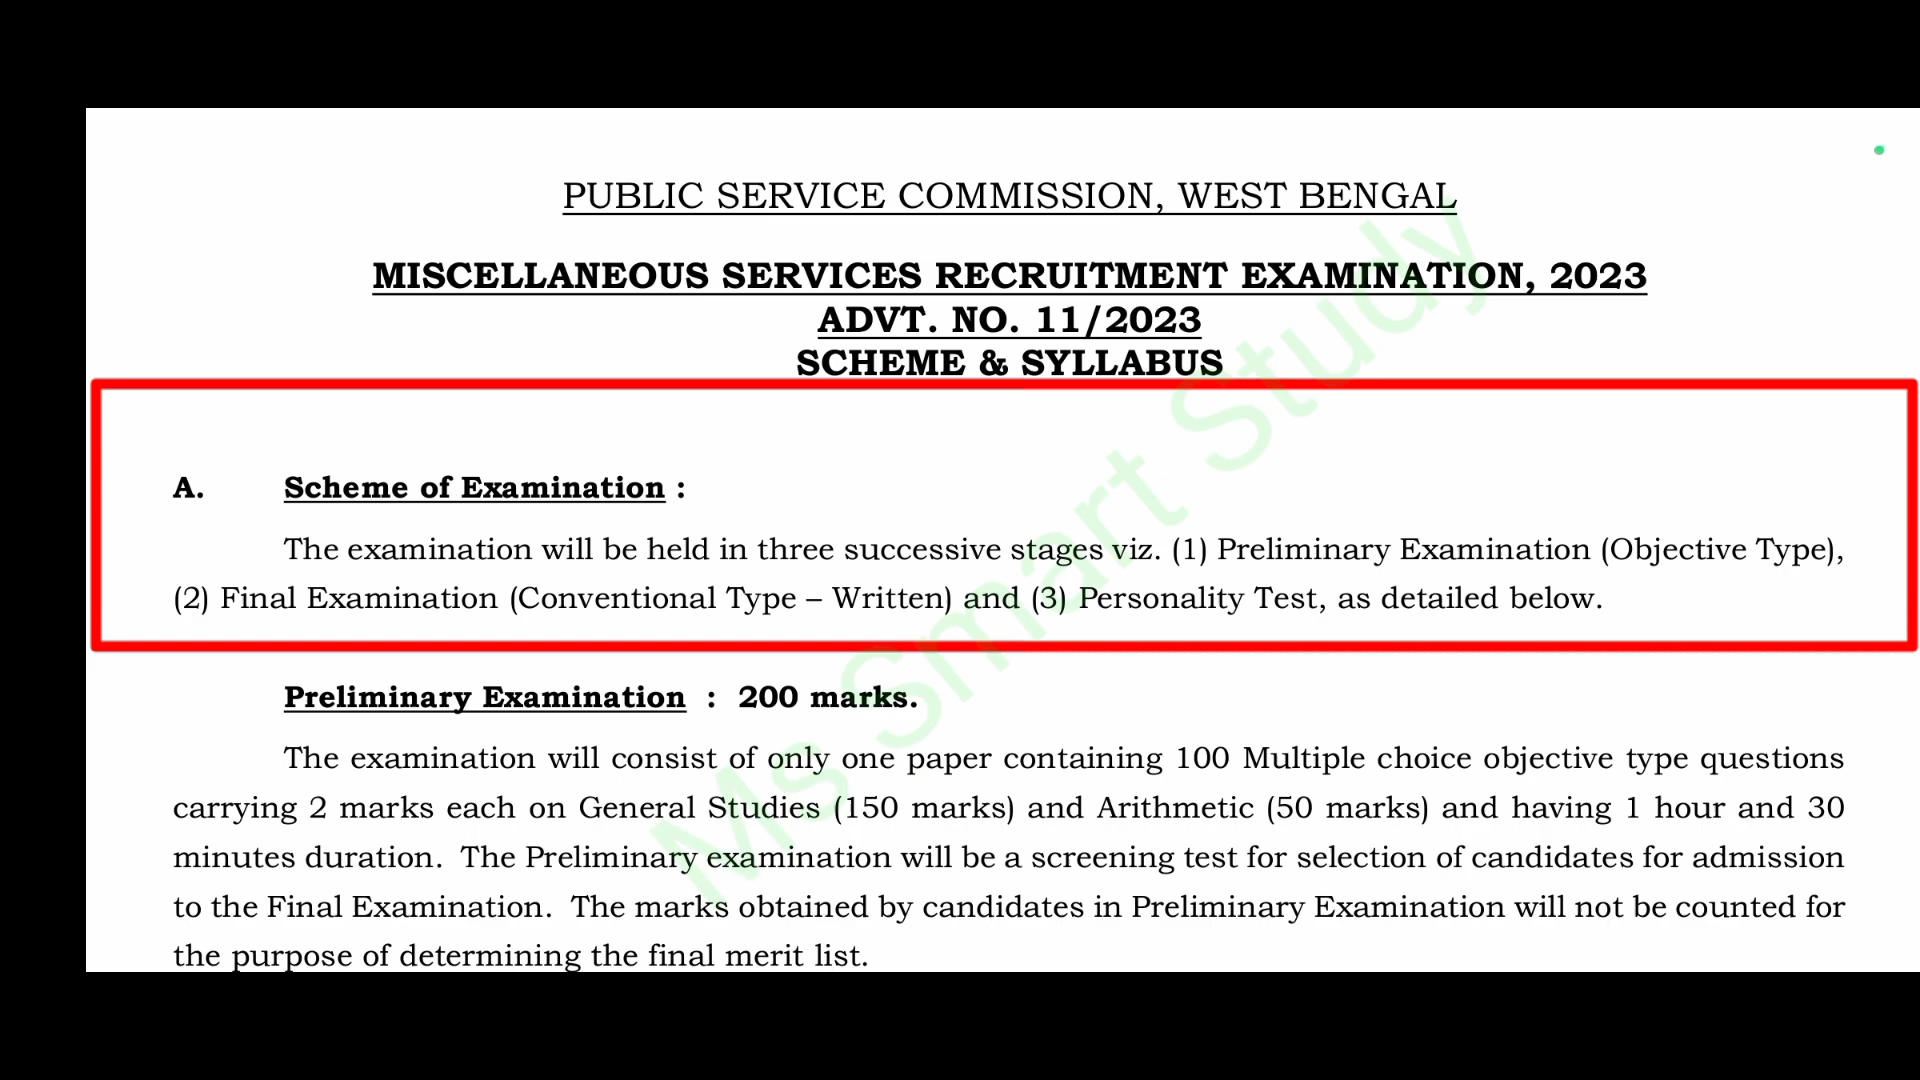 PUBLIC SERVICE COMMISSION, WEST BENGAL
MISCELLANEOUS SERVICES RECRUITMENT EXAMINATION, 2023
ADVT. NO. 11/2023
SCHEME & SYLLABUS
A. Scheme of Examination :
The examination will be held in three successive stages viz. (1) Preliminary Examination (Objective Type),
(2) Final Examination (Conventional Type – Written) and (3) Personality Test, as detailed below.
Preliminary Examination : 200 marks.
The examination will consist of only one paper containing 100 Multiple choice objective type questions
carrying 2 marks each on General Studies (150 marks) and Arithmetic (50 marks) and having 1 hour and 30
minutes duration. The Preliminary examination will be a screening test for selection of candidates for admission
to the Final Examination. The marks obtained by candidates in Preliminary Examination will not be counted for
the purpose of determining the final merit list.
Ms Smart Study